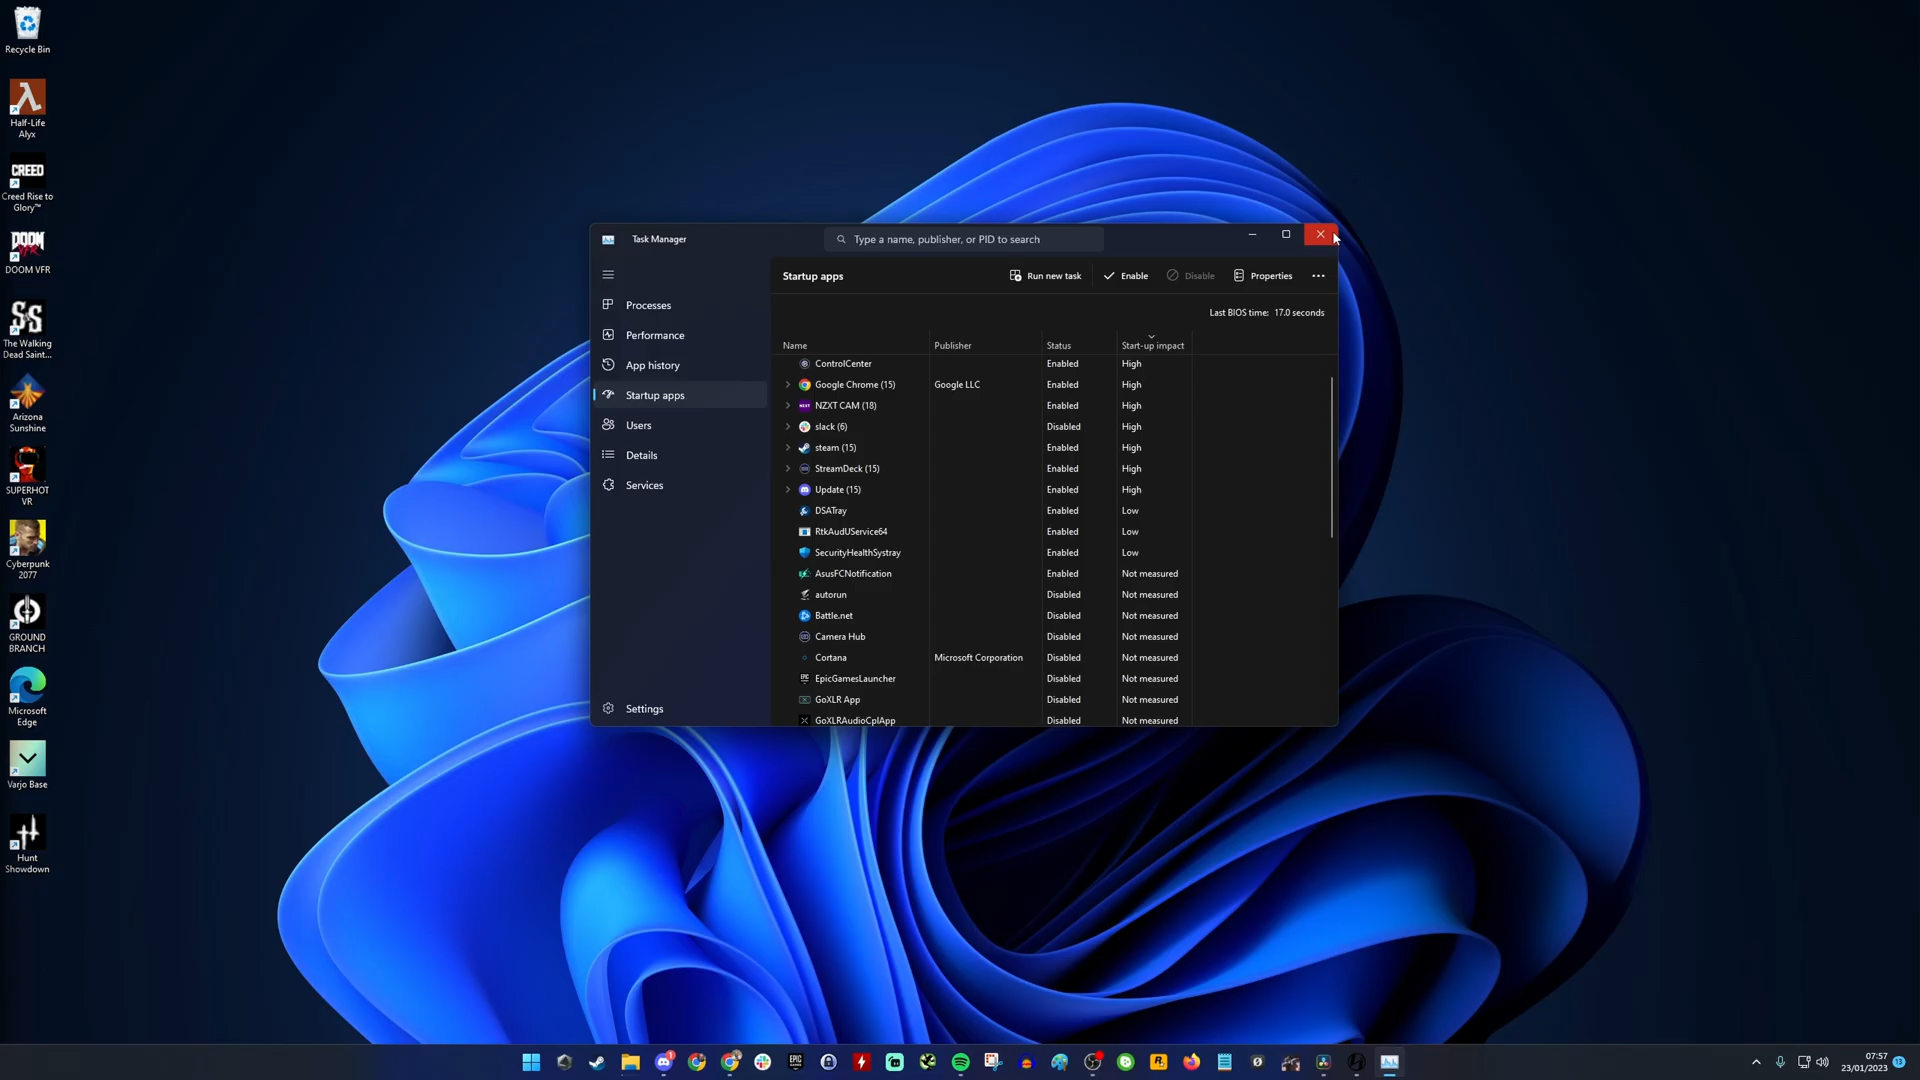 Recycle Bin
Half-Life
Alyx
CREED
Creed Rise to
Glory™
DOOM
VFR
DOOM VFR
The Walking
Dead Saint...
Arizona
Sunshine
SUPERHOT
VR
Cyberpunk
2077
GROUND
BRANCH
Microsoft
Edge
Varjo Base
Hunt
Showdown
Task Manager
Type a name, publisher, or PID to search
Processes
Performance
App history
Startup apps
Users
Details
Services
Settings
Startup apps
Run new task
Enable
Disable
Properties
Last BIOS time: 17.0 seconds
Name Publisher Status Start-up impact
ControlCenter Enabled High
Google Chrome (15) Google LLC Enabled High
NZXT CAM (18) Enabled High
slack (6) Disabled High
steam (15) Enabled High
StreamDeck (15) Enabled High
Update (15) Enabled High
DSATray Enabled Low
RtkAudUService64 Enabled Low
SecurityHealthSystray Enabled Low
AsusFCNotification Enabled Not measured
autorun Disabled Not measured
Battle.net Disabled Not measured
Camera Hub Disabled Not measured
Cortana Microsoft Corporation Disabled Not measured
EpicGamesLauncher Disabled Not measured
GoXLR App Disabled Not measured
GoXLRAudioCplApp Disabled Not measured
07:57
23/01/2023
13